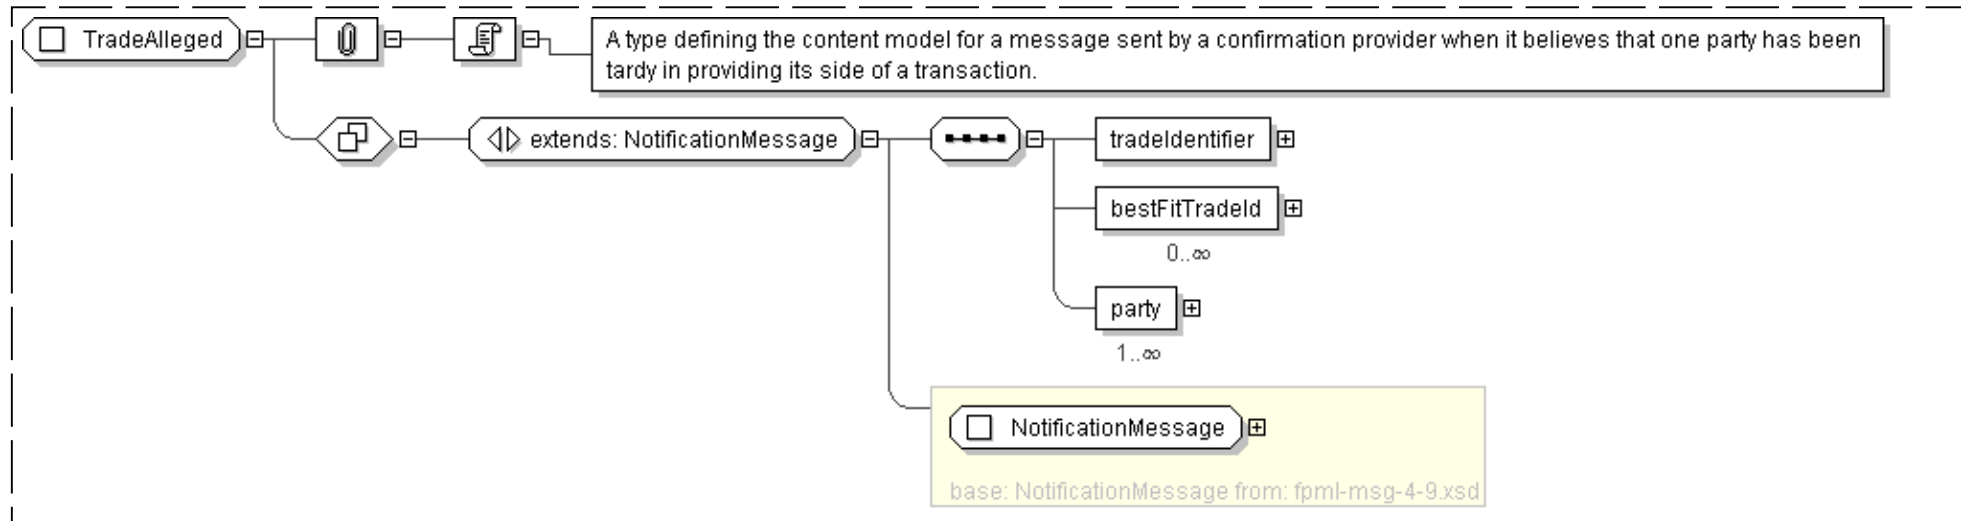 TradeAlleged
A type defining the content model for a message sent by a confirmation provider when it believes that one party has been
tardy in providing its side of a transaction.
extends: NotificationMessage
tradeIdentifier
bestFitTradeId
0..∞
party
1..∞
NotificationMessage
base: NotificationMessage from: fpml-msg-4-9.xsd